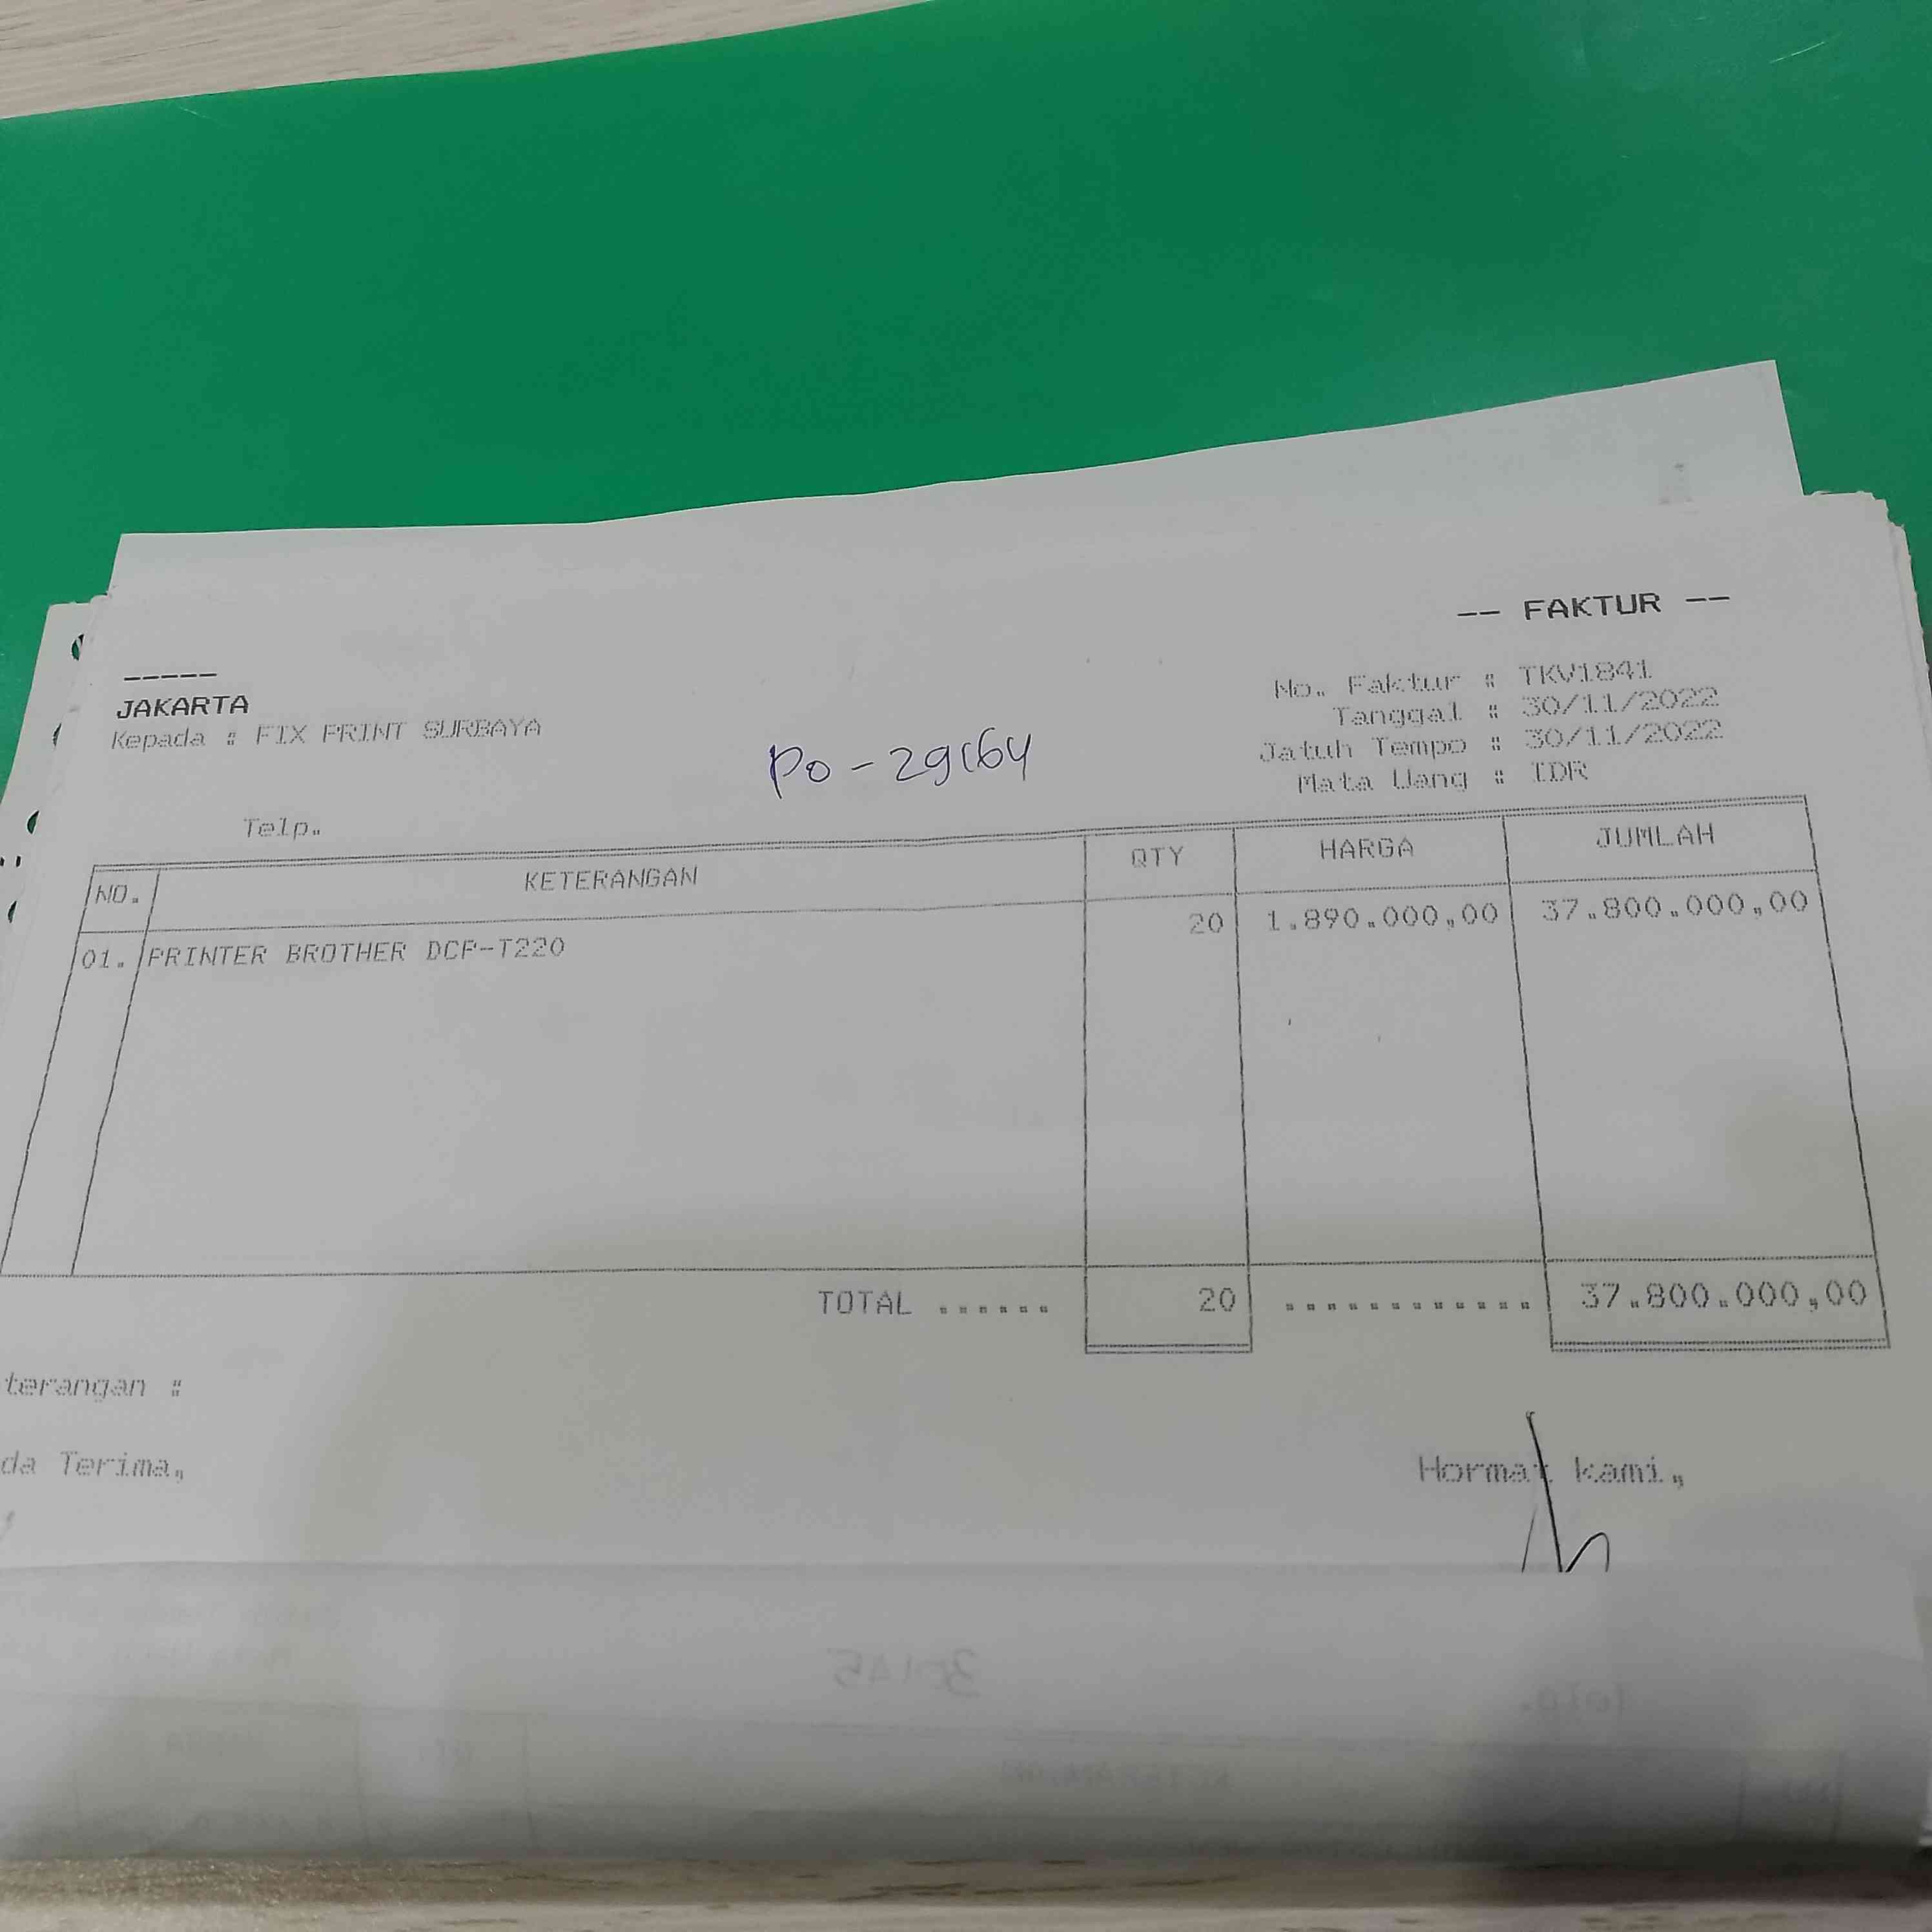 -- FAKTUR --
-----
JAKARTA
Kepada : FIX PRINT SURBAYA
No. Faktur : TKV1841
Tanggal : 30/11/2022
Jatuh Tempo : 30/11/2022
Mata Uang : IDR
Telp.
NO. KETERANGAN QTY HARGA JUMLAH
01. PRINTER BROTHER DCP-T220 20 1.890.000,00 37.800.000,00
TOTAL ...... 20 ............ 37.800.000,00
terangan :
da Terima,
Hormat kami,